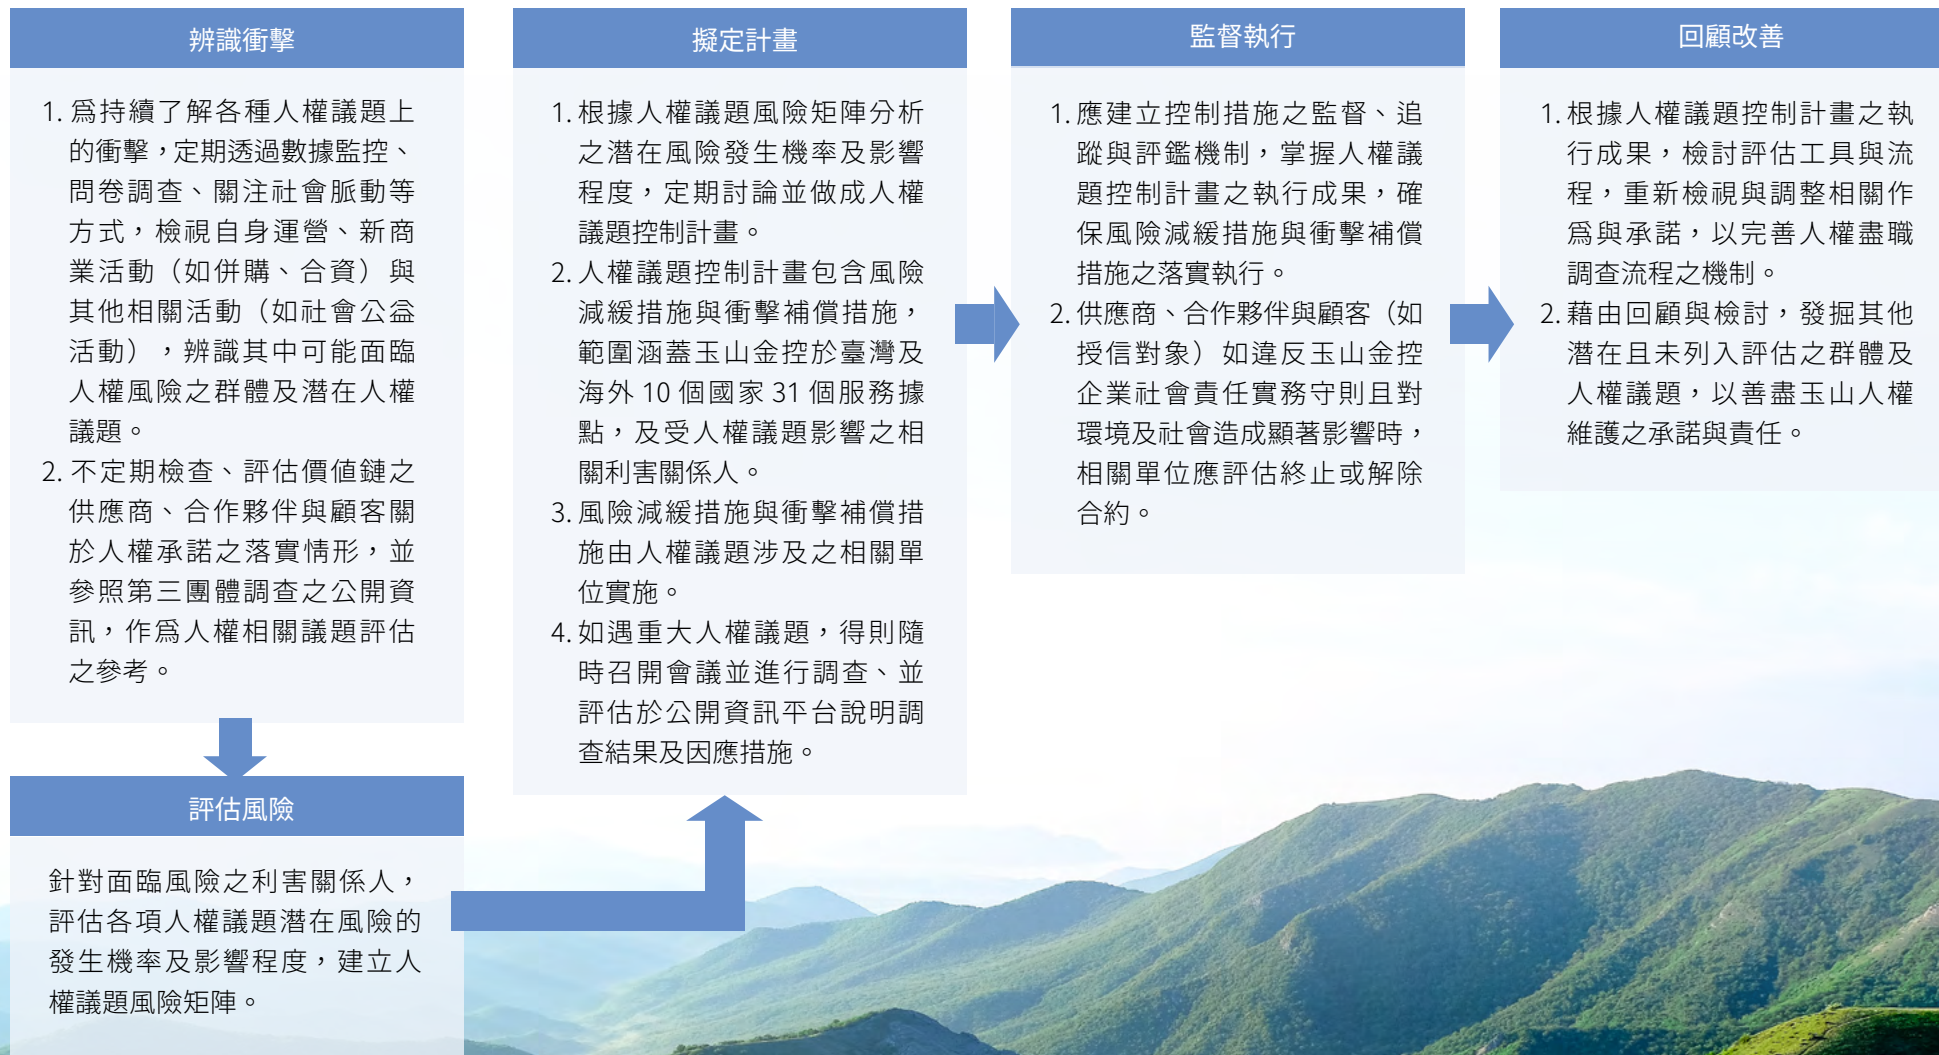 辨識衝擊
1. 爲持續了解各種人權議題上
的衝擊，定期透過數據監控、
問卷調查、關注社會脈動等
方式，檢視自身運營、新商
業活動（如併購、合資）與
其他相關活動（如社會公益
活動），辨識其中可能面臨
人權風險之群體及潛在人權
議題。
2. 不定期檢查、評估價值鏈之
供應商、合作夥伴與顧客關
於人權承諾之落實情形，並
參照第三團體調查之公開資
訊，作爲人權相關議題評估
之參考。
評估風險
針對面臨風險之利害關係人，
評估各項人權議題潛在風險的
發生機率及影響程度，建立人
權議題風險矩陣。
擬定計畫
1. 根據人權議題風險矩陣分析
之潛在風險發生機率及影響
程度，定期討論並做成人權
議題控制計畫。
2. 人權議題控制計畫包含風險
減緩措施與衝擊補償措施，
範圍涵蓋玉山金控於臺灣及
海外 10 個國家 31 個服務據
點，及受人權議題影響之相
關利害關係人。
3. 風險減緩措施與衝擊補償措
施由人權議題涉及之相關單
位實施。
4. 如遇重大人權議題，得則隨
時召開會議並進行調查、並
評估於公開資訊平台說明調
查結果及因應措施。
監督執行
1. 應建立控制措施之監督、追
蹤與評鑑機制，掌握人權議
題控制計畫之執行成果，確
保風險減緩措施與衝擊補償
措施之落實執行。
2. 供應商、合作夥伴與顧客（如
授信對象）如違反玉山金控
企業社會責任實務守則且對
環境及社會造成顯著影響時，
相關單位應評估終止或解除
合約。
回顧改善
1. 根據人權議題控制計畫之執
行成果，檢討評估工具與流
程，重新檢視與調整相關作
爲與承諾，以完善人權盡職
調查流程之機制。
2. 藉由回顧與檢討，發掘其他
潛在且未列入評估之群體及
人權議題，以善盡玉山人權
維護之承諾與責任。